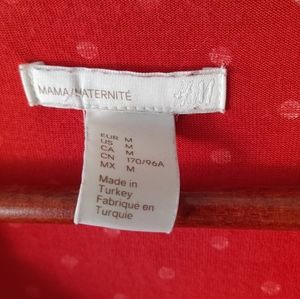 MAMA/MATERNITÉ
H&M
EUR M
US M
CA M
CN 170/96A
MX M
Made in
Turkey
Fabriqué en
Turquie